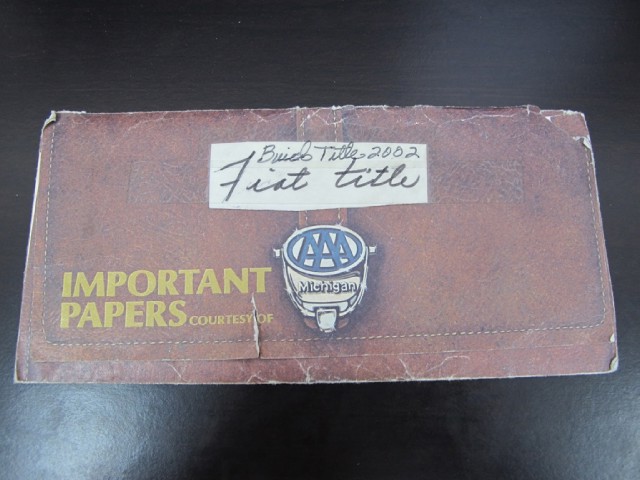 Buick Title 2002
Fiat title
AAA
Michigan
IMPORTANT
PAPERS COURTESY OF